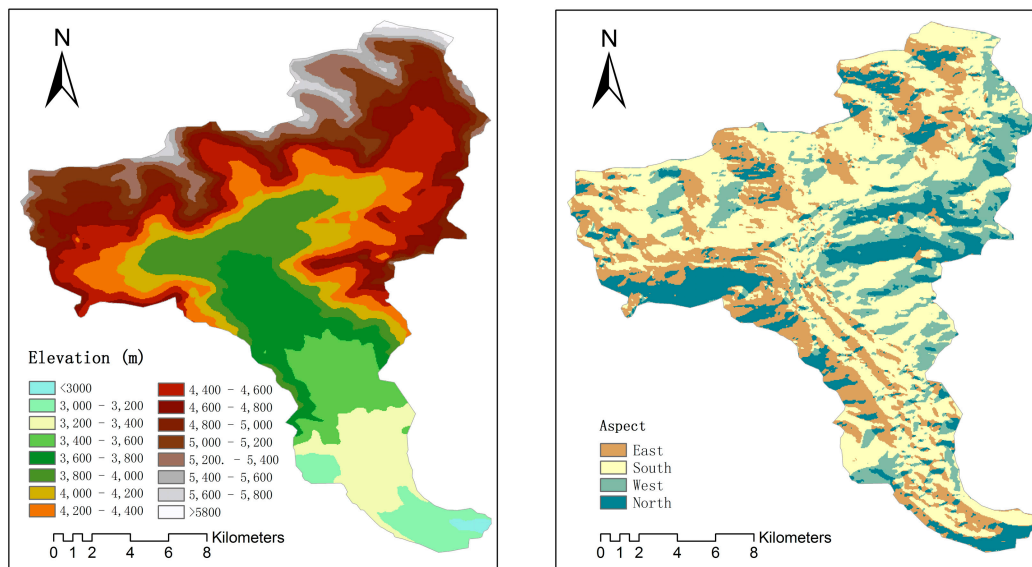 N
Elevation (m)
<3000
3,000 - 3,200
3,200 - 3,400
3,400 - 3,600
3,600 - 3,800
3,800 - 4,000
4,000 - 4,200
4,200 - 4,400
4,400 - 4,600
4,600 - 4,800
4,800 - 5,000
5,000 - 5,200
5,200. - 5,400
5,400 - 5,600
5,600 - 5,800
>5800
0 1 2 4 6 8 Kilometers
N
Aspect
East
South
West
North
0 1 2 4 6 8 Kilometers